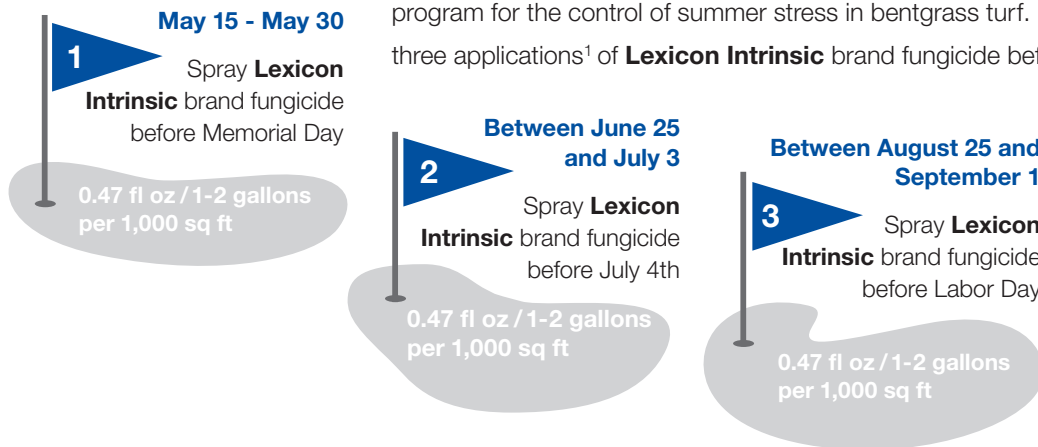 program for the control of summer stress in bentgrass turf.
three applications¹ of Lexicon Intrinsic brand fungicide bef
May 15 - May 30
1
Spray Lexicon
Intrinsic brand fungicide
before Memorial Day
0.47 fl oz / 1-2 gallons
per 1,000 sq ft
Between June 25
and July 3
2
Spray Lexicon
Intrinsic brand fungicide
before July 4th
0.47 fl oz / 1-2 gallons
per 1,000 sq ft
Between August 25 and
September 1
3
Spray Lexicon
Intrinsic brand fungicide
before Labor Day
0.47 fl oz / 1-2 gallons
per 1,000 sq ft